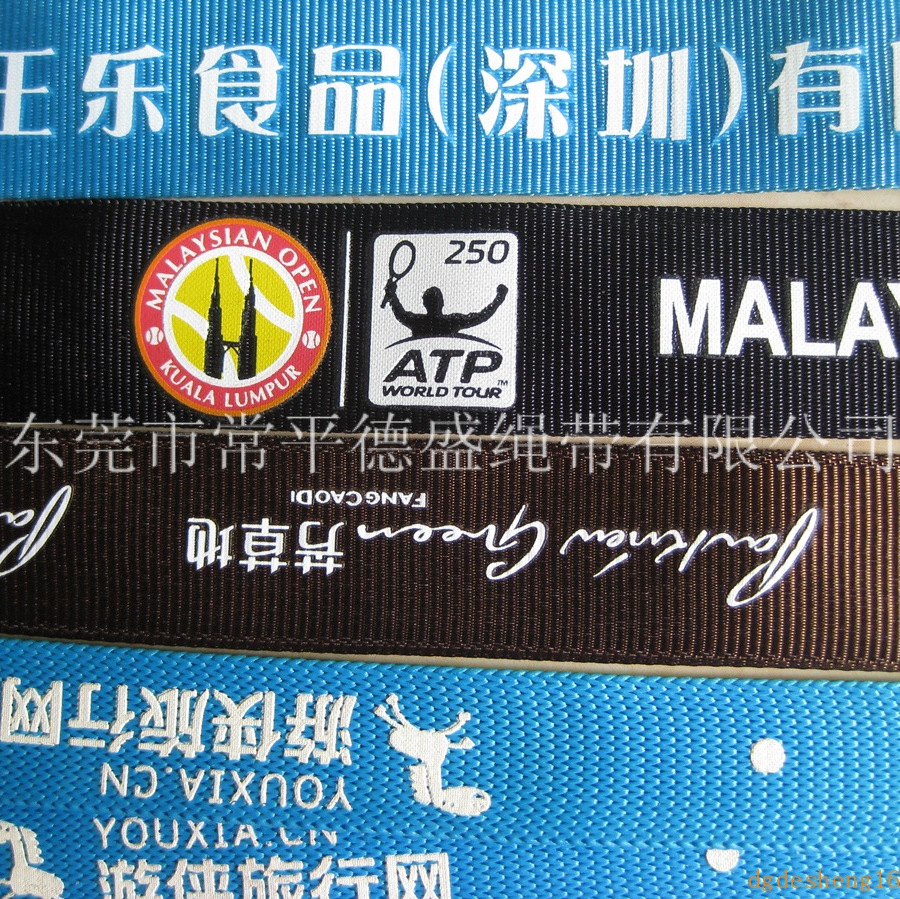 王乐食品(深圳)有
MALAYSIAN OPEN
KUALA LUMPUR
250
ATP
WORLD TOUR™
MALAY
东莞市常平德盛绳带有限公司
Parkview Green
FANGCAODI
芳草地
游侠旅行网
YOUXIA.CN
YOUXIA.CN
游侠旅行网
dgdesheng16